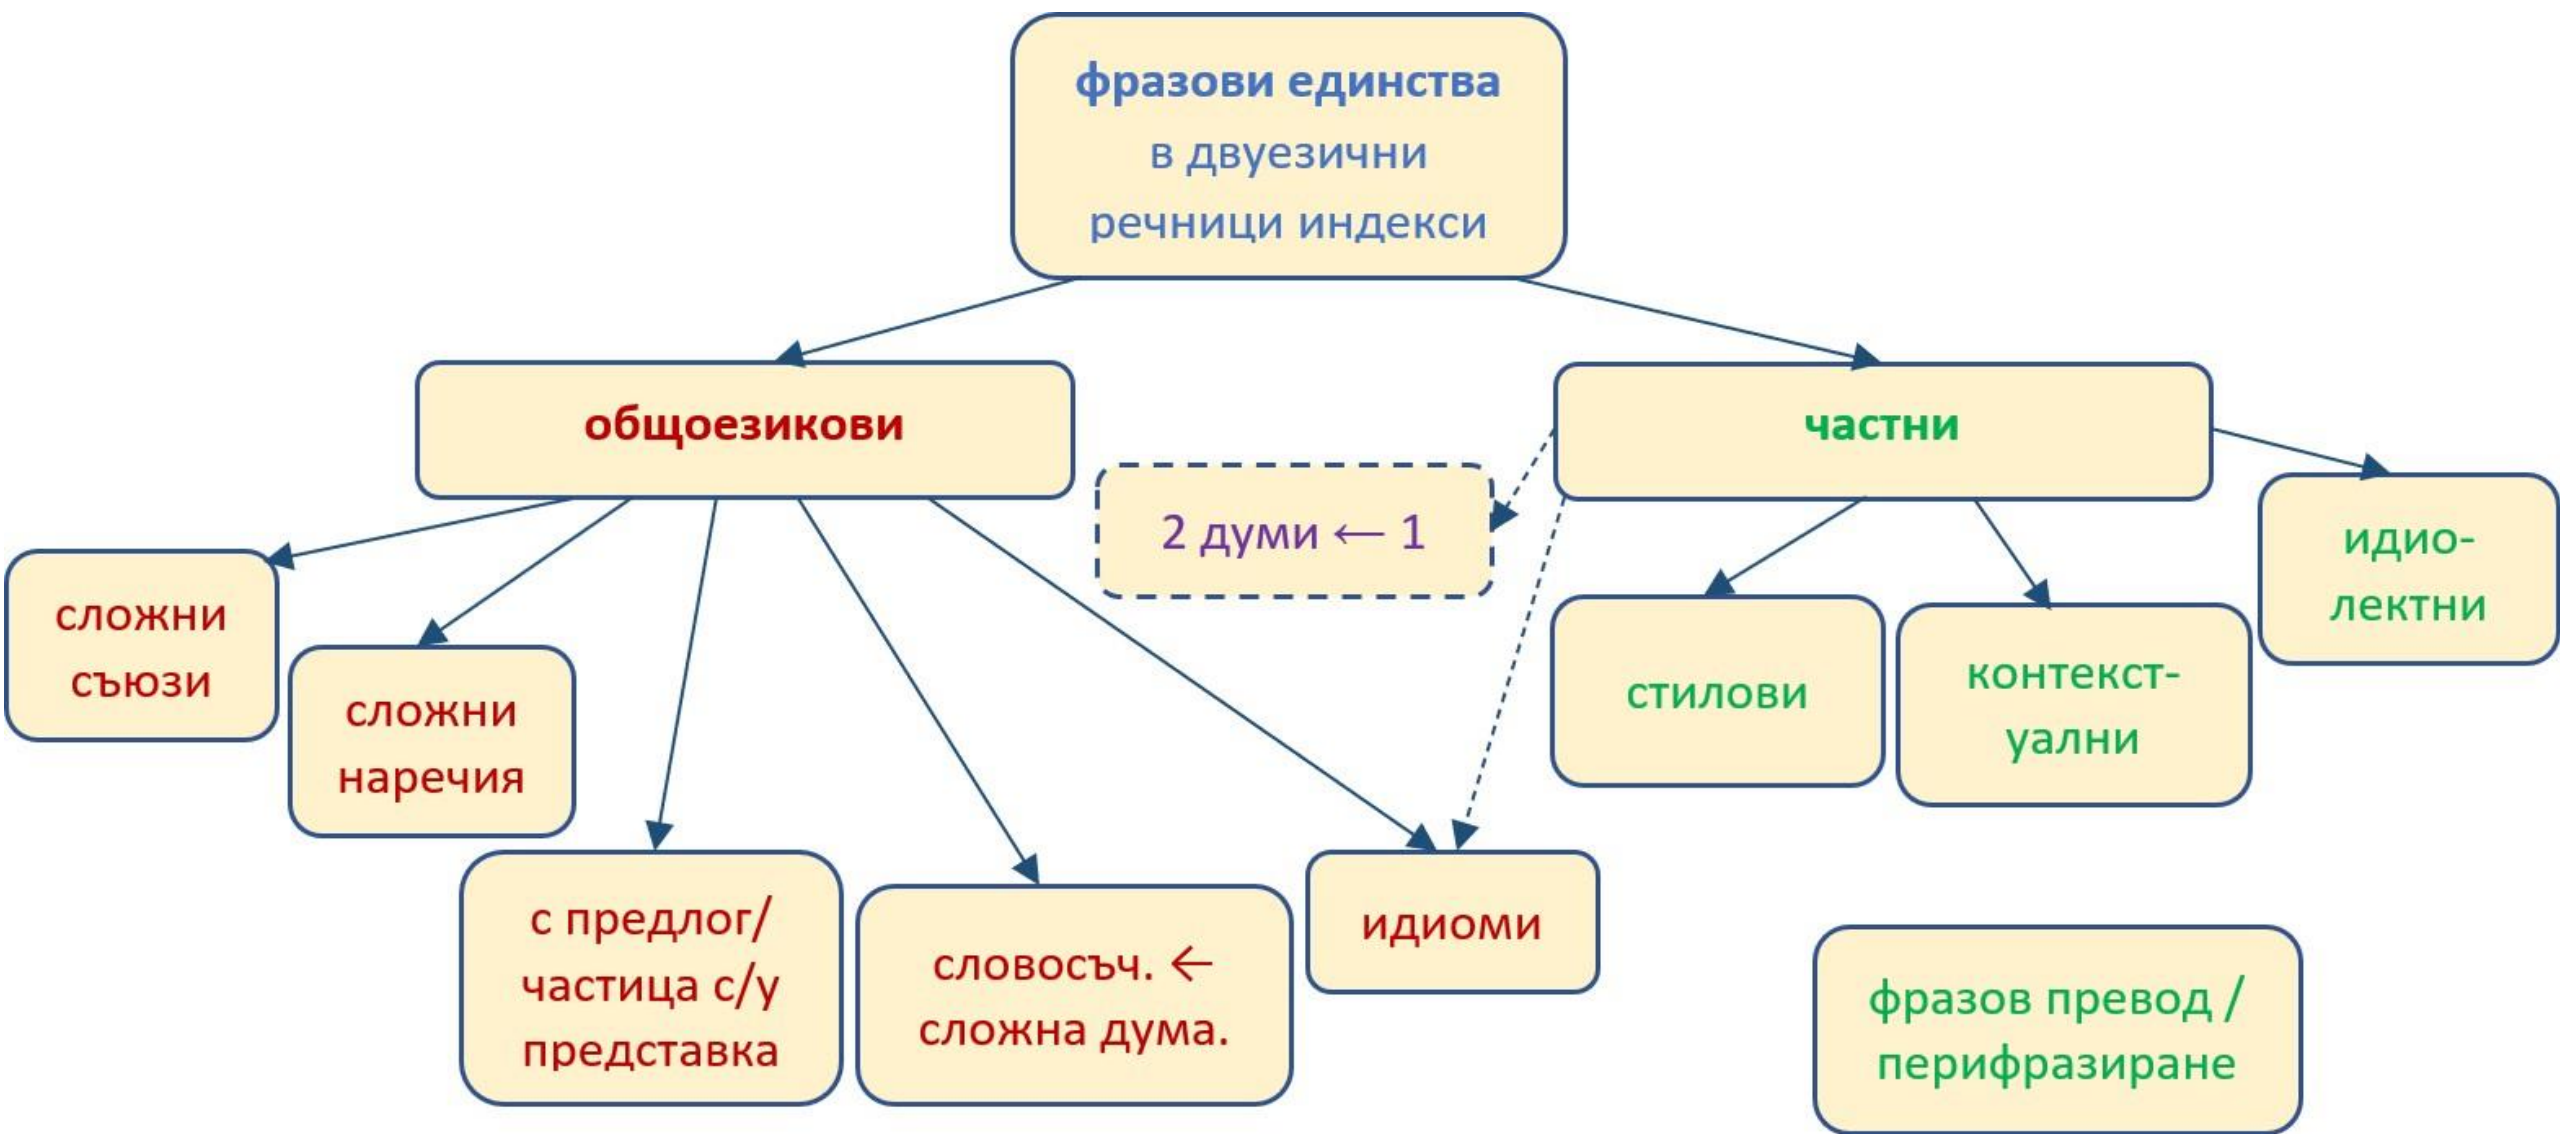 фразови единства
в двуезични
речници индекси
общоезикови
частни
2 думи ← 1
идио-
лектни
сложни
съюзи
сложни
наречия
стилови
контекст-
уални
с предлог/
частица с/у
представка
словосъч. ←
сложна дума.
идиоми
фразов превод /
перифразиране